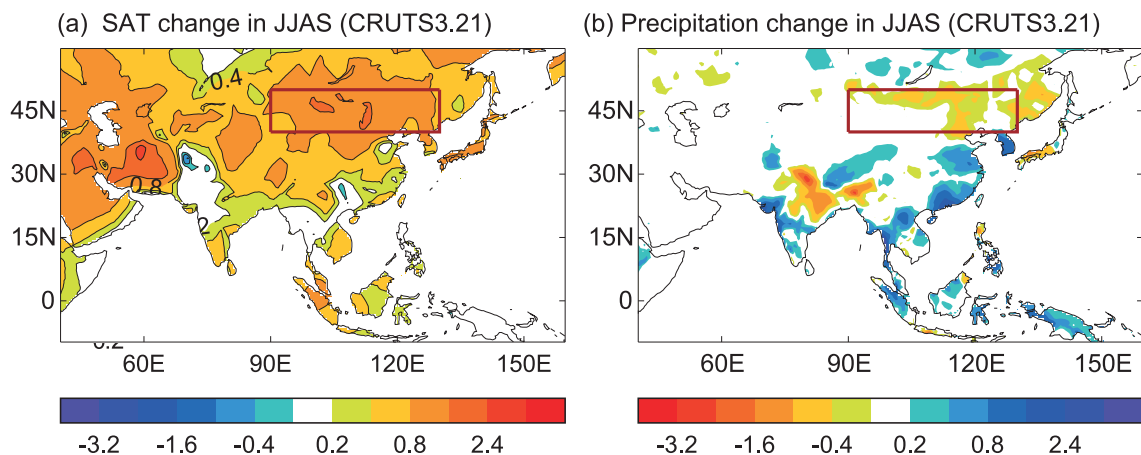 (a) SAT change in JJAS (CRUTS3.21)
(b) Precipitation change in JJAS (CRUTS3.21)
45N
30N
15N
0
0.4
0.8
2
0.2
60E 90E 120E 150E
45N
30N
15N
0
60E 90E 120E 150E
-3.2 -1.6 -0.4 0.2 0.8 2.4
-3.2 -1.6 -0.4 0.2 0.8 2.4